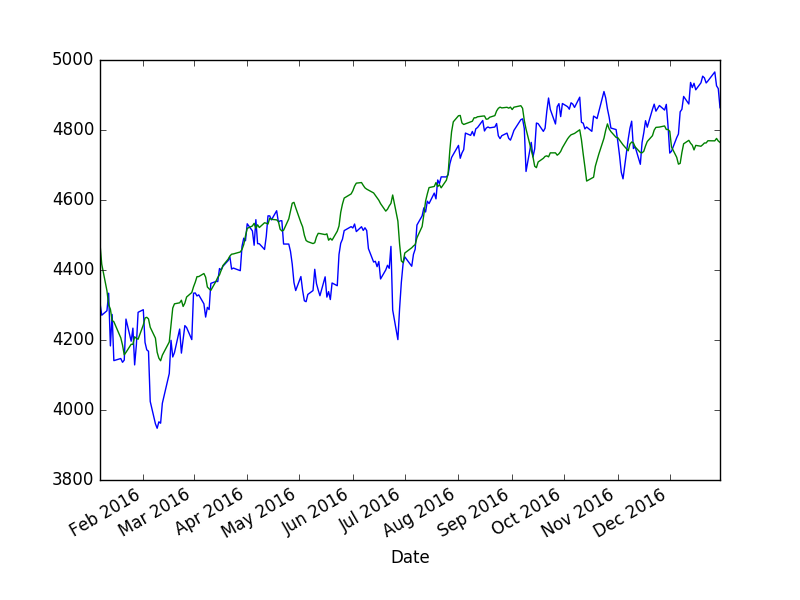 5000
4800
4600
4400
4200
4000
3800
Feb 2016
Mar 2016
Apr 2016
May 2016
Jun 2016
Jul 2016
Aug 2016
Sep 2016
Oct 2016
Nov 2016
Dec 2016
Date